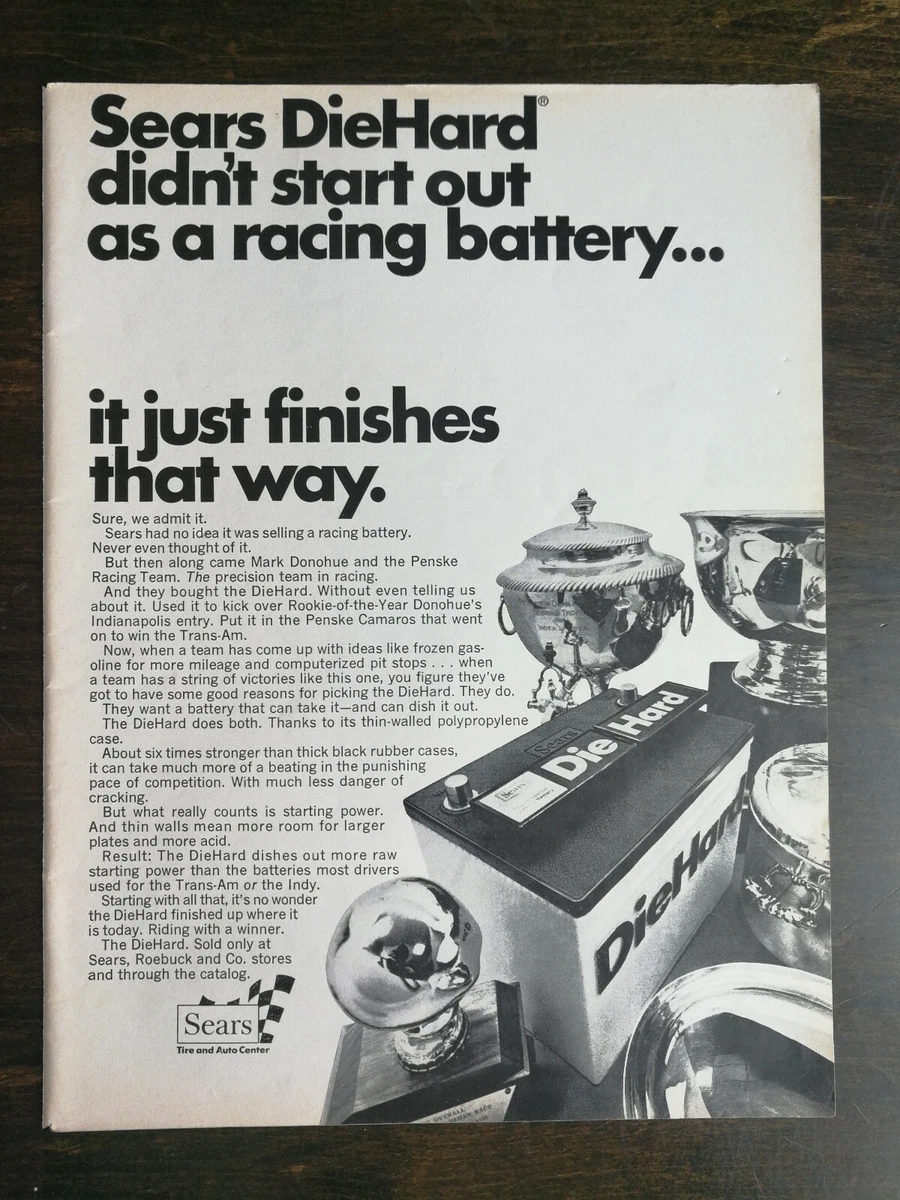 Sears DieHard®
didn't start out
as a racing battery...
it just finishes
that way.
Sure, we admit it.
Sears had no idea it was selling a racing battery.
Never even thought of it.
But then along came Mark Donohue and the Penske
Racing Team. The precision team in racing.
And they bought the DieHard. Without even telling us
about it. Used it to kick over Rookie-of-the-Year Donohue's
Indianapolis entry. Put it in the Penske Camaros that went
on to win the Trans-Am.
Now, when a team has come up with ideas like frozen gas-
oline for more mileage and computerized pit stops . . . when
a team has a string of victories like this one, you figure they've
got to have some good reasons for picking the DieHard. They do.
They want a battery that can take it—and can dish it out.
The DieHard does both. Thanks to its thin-walled polypropylene
case.
About six times stronger than thick black rubber cases,
it can take much more of a beating in the punishing
pace of competition. With much less danger of
cracking.
But what really counts is starting power.
And thin walls mean more room for larger
plates and more acid.
Result: The DieHard dishes out more raw
starting power than the batteries most drivers
used for the Trans-Am or the Indy.
Starting with all that, it's no wonder
the DieHard finished up where it
is today. Riding with a winner.
The DieHard. Sold only at
Sears, Roebuck and Co. stores
and through the catalog.
Sears
Tire and Auto Center
Sears
DieHard
Sears
DieHard
OVERALL
RACE